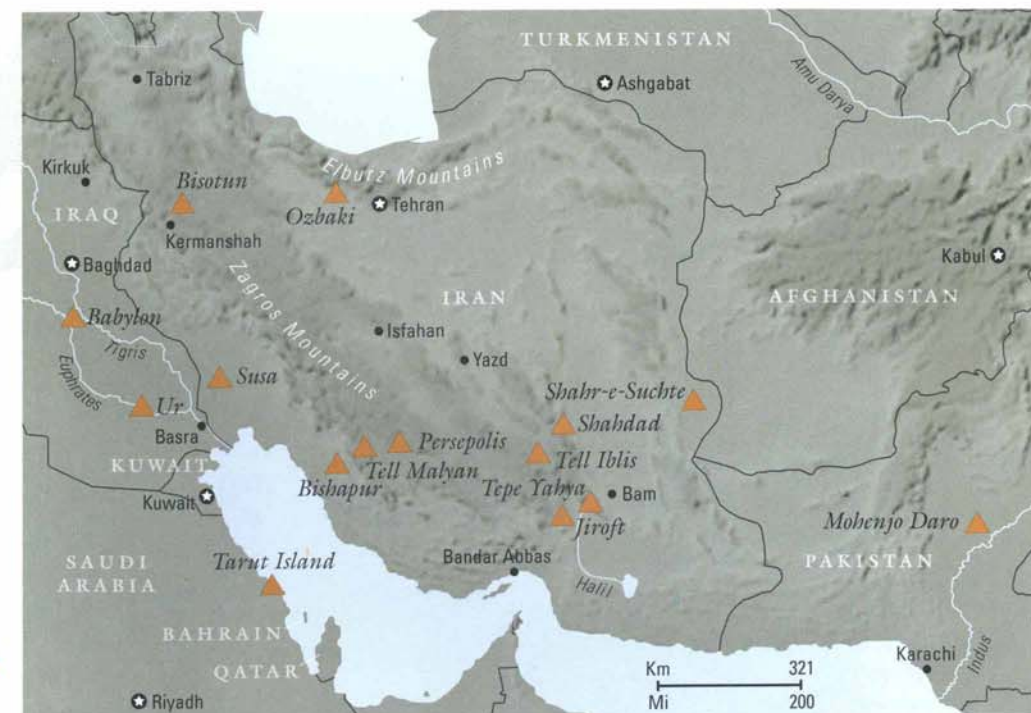 TURKMENISTAN
Tabriz
Ashgabat
Amu Darya
Elburz Mountains
Kirkuk
Bisotun
Ozbaki
Tehran
IRAQ
Kermanshah
Baghdad
Zagros Mountains
IRAN
Kabul
AFGHANISTAN
Babylon
Tigris
Isfahan
Yazd
Euphrates
Susa
Shahr-e-Suchte
Ur
Shahdad
Basra
Persepolis
Tell Malyan
Tell Iblis
KUWAIT
Bishapur
Tepe Yahya
Bam
Kuwait
Jiroft
Mohenjo Daro
SAUDI
ARABIA
Tarut Island
Bandar Abbas
PAKISTAN
Halil
BAHRAIN
QATAR
Karachi
Indus
Km 321
Mi 200
Riyadh